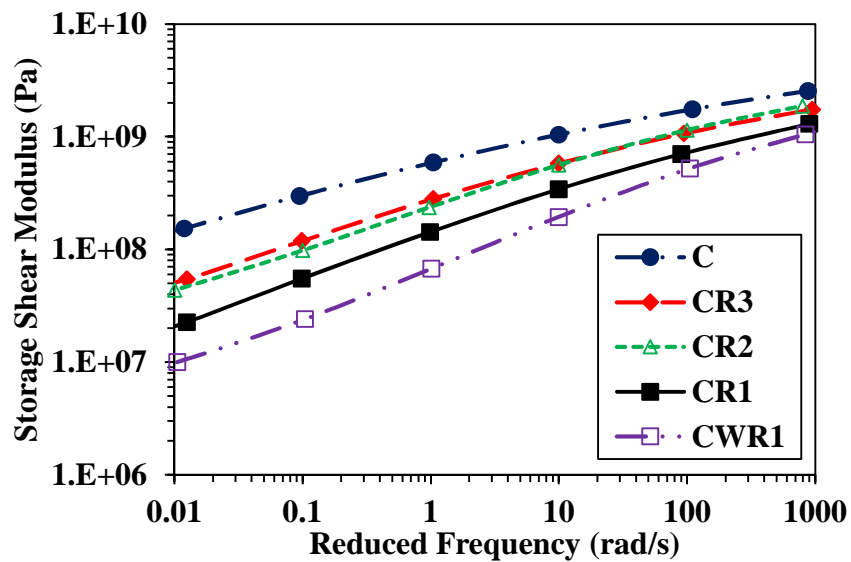 1.E+10
1.E+09
1.E+08
1.E+07
1.E+06
Storage Shear Modulus (Pa)
C
CR3
CR2
CR1
CWR1
0.01 0.1 1 10 100 1000
Reduced Frequency (rad/s)